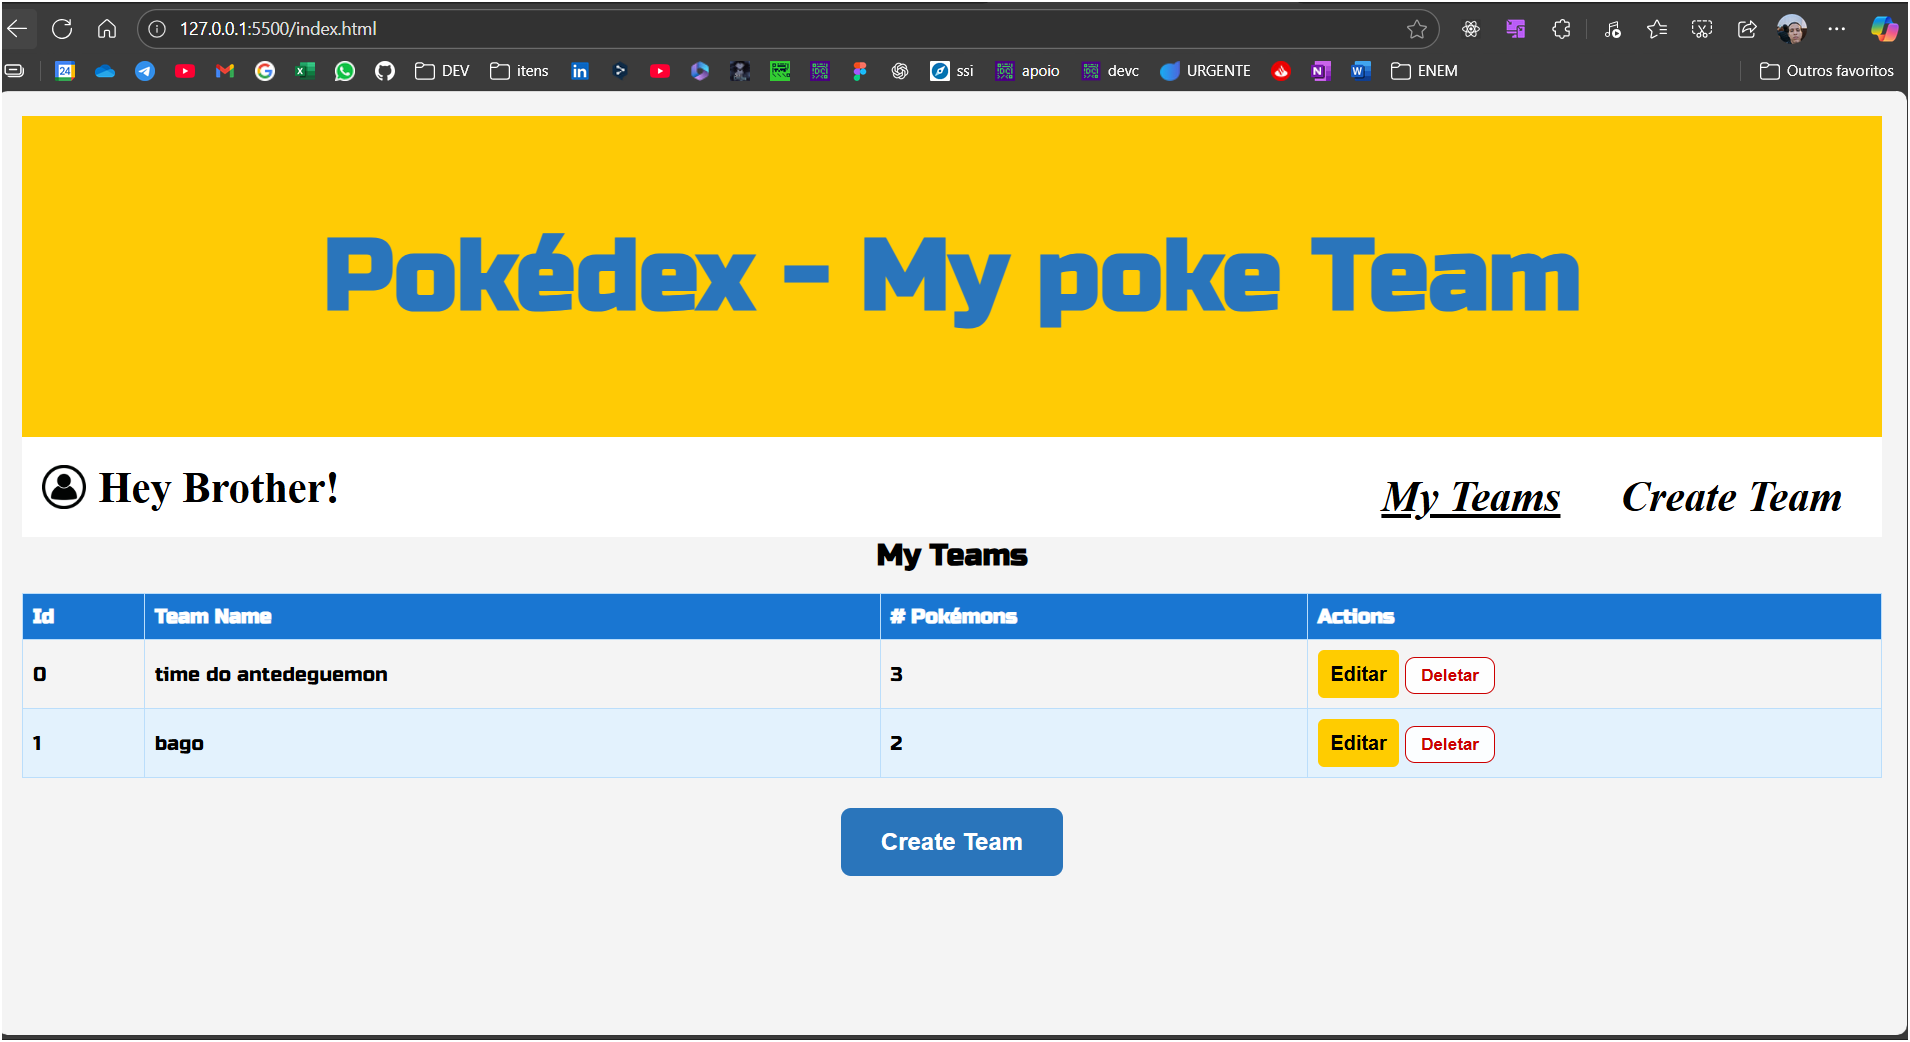 127.0.0.1:5500/index.html
24 DEV itens ssi apoio devc URGENTE ENEM Outros favoritos
Pokédex - My poke Team
Hey Brother! My Teams Create Team
My Teams
Id Team Name # Pokémons Actions
0 time do antedeguemon 3 Editar Deletar
1 bago 2 Editar Deletar
Create Team